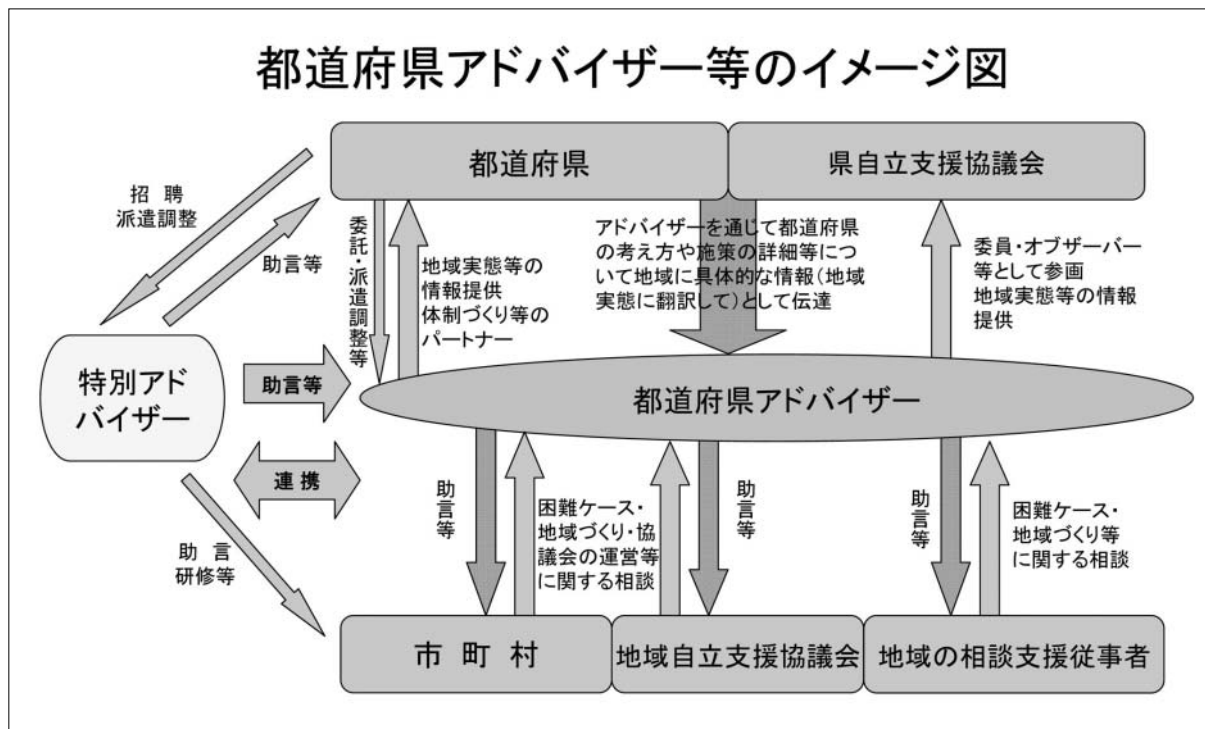 都道府県アドバイザー等のイメージ図
都道府県
県自立支援協議会
招 聘
派遣調整
助言等
委託・派遣調整等
地域実態等の
情報提供
体制づくり等の
パートナー
アドバイザーを通じて都道府県
の考え方や施策の詳細等につ
いて地域に具体的な情報(地域
実態に翻訳して)として伝達
委員・オブザーバー
等として参画
地域実態等の情報
提供
特別アド
バイザー
助言等
都道府県アドバイザー
連 携
助 言
研修等
助言等
困難ケース・
地域づくり・協
議会の運営等
に関する相談
助言等
助言等
困難ケース・
地域づくり等
に関する相談
市 町 村
地域自立支援協議会
地域の相談支援従事者